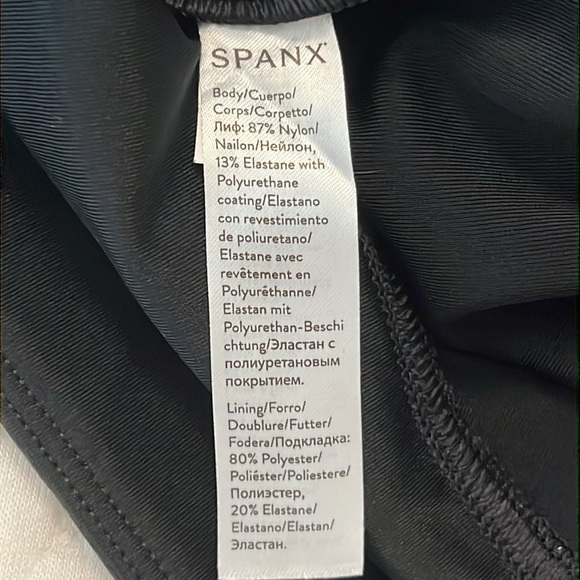 SPANX
Body/Cuerpo/
Corps/Corpetto/
Лиф: 87% Nylon/
Nailon/Нейлон,
13% Elastane with
Polyurethane
coating/Elastano
con revestimiento
de poliuretano/
Elastane avec
revêtement en
Polyuréthanne/
Elastan mit
Polyurethan-Beschi
chtung/Эластан с
полиуретановым
покрытием.
Lining/Forro/
Doublure/Futter/
Fodera/Подкладка:
80% Polyester/
Poliéster/Poliestere/
Полиэстер,
20% Elastane/
Elastano/Elastan/
Эластан.